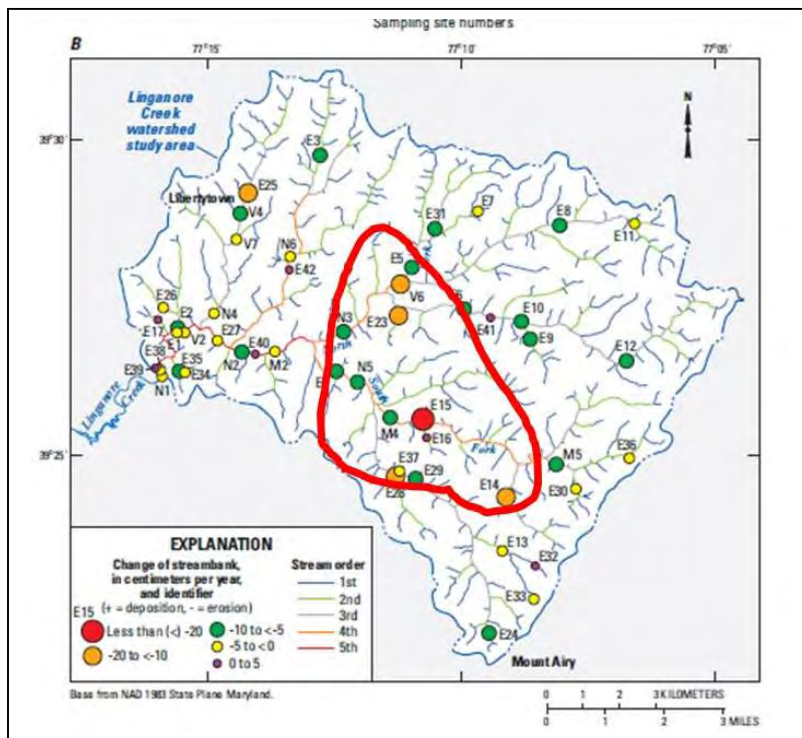 Sampling site numbers
B
77°15'
77°10'
77°05'
Linganore
Creek
watershed
study area
N
39°30'
E3
E25
Libertytown
V4
V7
N6
E42
E31
E7
E8
E11
E5
V6
E23
E41
E10
E9
E12
E26
E2
E17
E1
V2
N4
E27
N2
E40
M2
N3
E38
E39
E35
E34
N1
Linganore
Creek
N5
South
M4
E15
E16
Fork
39°25'
E37
E28
E29
E14
M5
E36
E30
E13
E32
E33
E24
Mount Airy
EXPLANATION
Change of streambank,
in centimeters per year,
and identifier
E15 (+ = deposition, - = erosion)
Less than (<) -20
-20 to <-10
-10 to <-5
-5 to <0
0 to 5
Stream order
1st
2nd
3rd
4th
5th
Base from NAD 1983 State Plane Maryland.
0 1 2 3 KILOMETERS
0 1 2 3 MILES